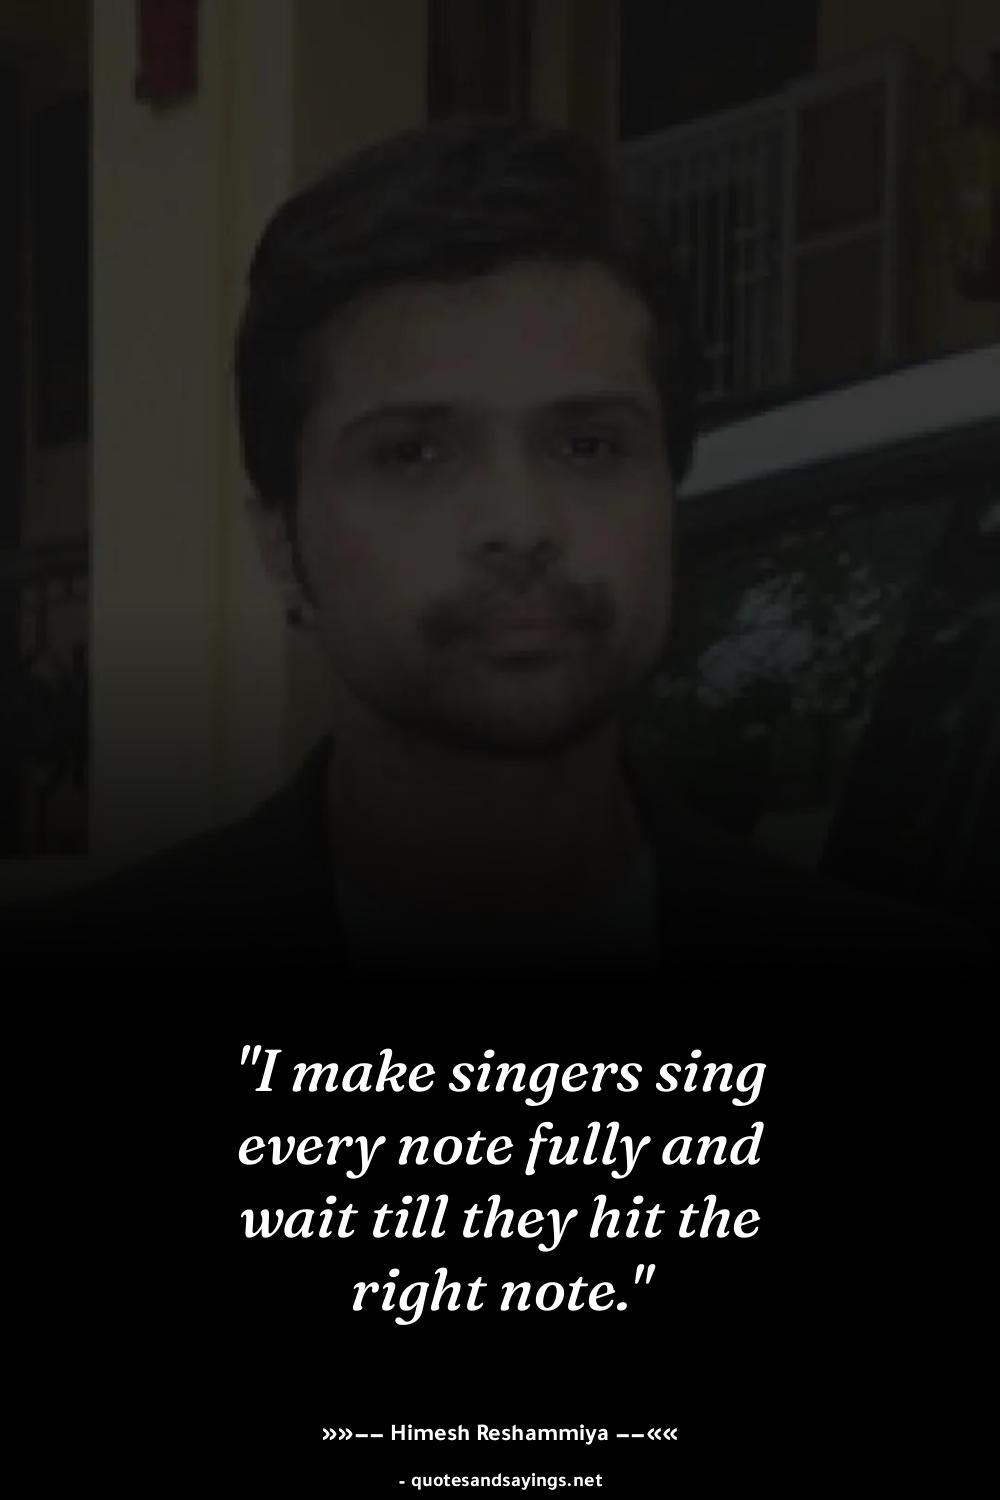 "I make singers sing
every note fully and
wait till they hit the
right note."
»»−− Himesh Reshammiya −−««
- quotesandsayings.net